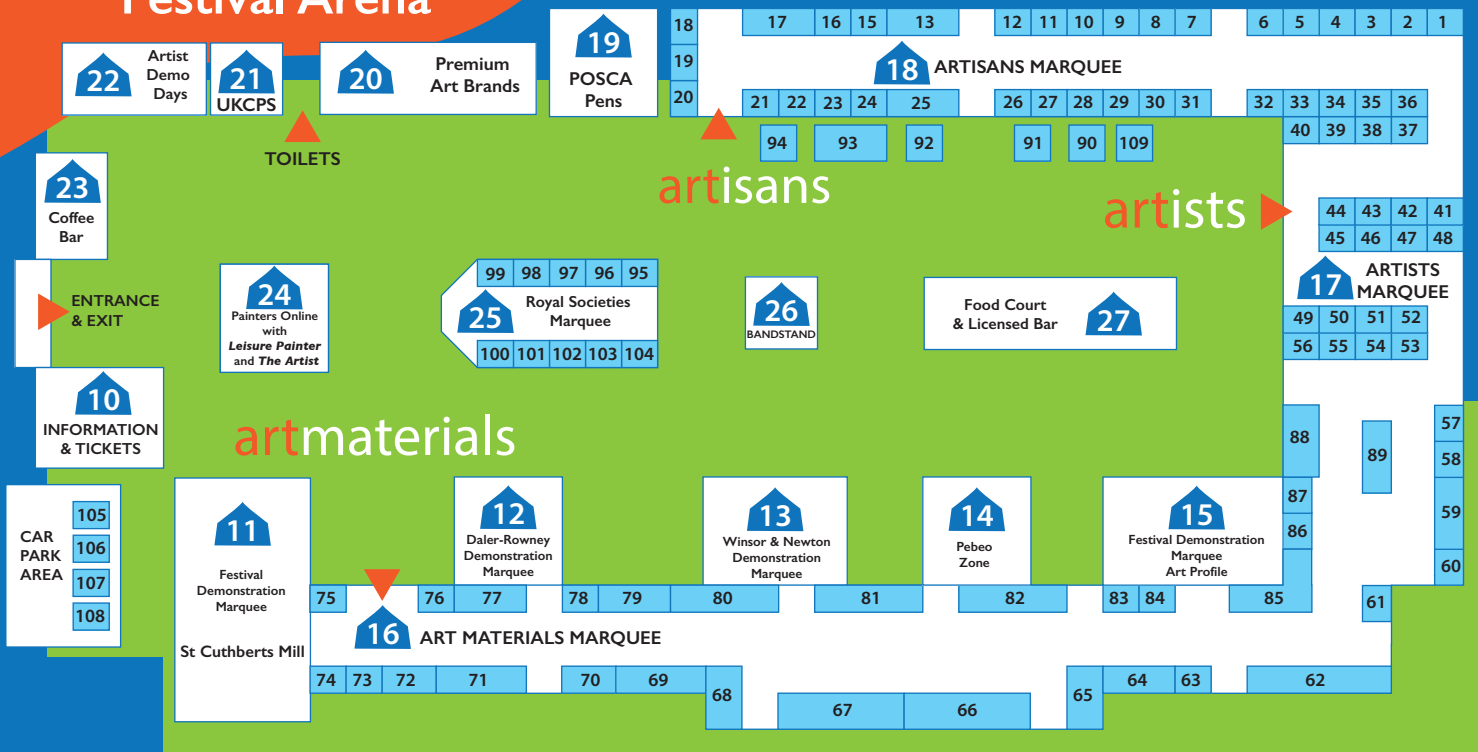 Festival Arena
18
17
16
15
13
12
11
10
9
8
7
6
5
4
3
2
1
19
POSCA
Pens
22
Artist
Demo
Days
21
UKCPS
20
Premium
Art Brands
19
20
18
ARTISANS MARQUEE
21
22
23
24
25
26
27
28
29
30
31
32
33
34
35
36
40
39
38
37
94
93
92
91
90
109
TOILETS
artisans
artists
23
Coffee
Bar
44
43
42
41
45
46
47
48
17
ARTISTS
MARQUEE
49
50
51
52
56
55
54
53
ENTRANCE
& EXIT
24
Painters Online
with
Leisure Painter
and The Artist
99
98
97
96
95
25
Royal Societies
Marquee
100
101
102
103
104
26
BANDSTAND
Food Court
& Licensed Bar
27
10
INFORMATION
& TICKETS
artmaterials
88
89
57
58
59
60
87
86
61
CAR
PARK
AREA
105
106
107
108
11
Festival
Demonstration
Marquee
St Cuthberts Mill
12
Daler-Rowney
Demonstration
Marquee
13
Winsor & Newton
Demonstration
Marquee
14
Pebeo
Zone
15
Festival Demonstration
Marquee
Art Profile
75
76
77
78
79
80
81
82
83
84
85
16
ART MATERIALS MARQUEE
74
73
72
71
70
69
68
67
66
65
64
63
62